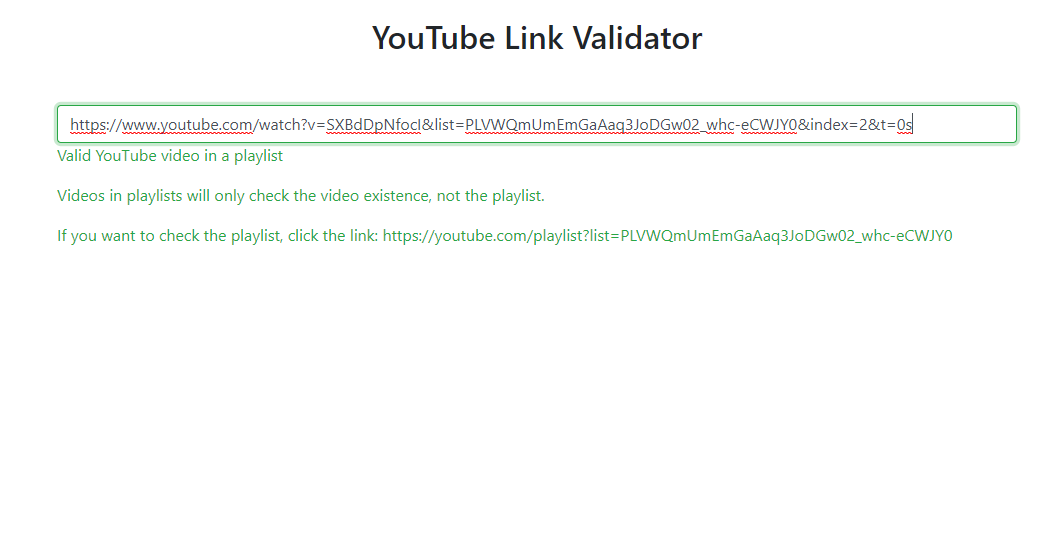 YouTube Link Validator
https://www.youtube.com/watch?v=SXBdDpNfocI&list=PLVWQmUmEmGaAaq3JoDGw02_whc-eCWJY0&index=2&t=0s
Valid YouTube video in a playlist
Videos in playlists will only check the video existence, not the playlist.
If you want to check the playlist, click the link: https://youtube.com/playlist?list=PLVWQmUmEmGaAaq3JoDGw02_whc-eCWJY0